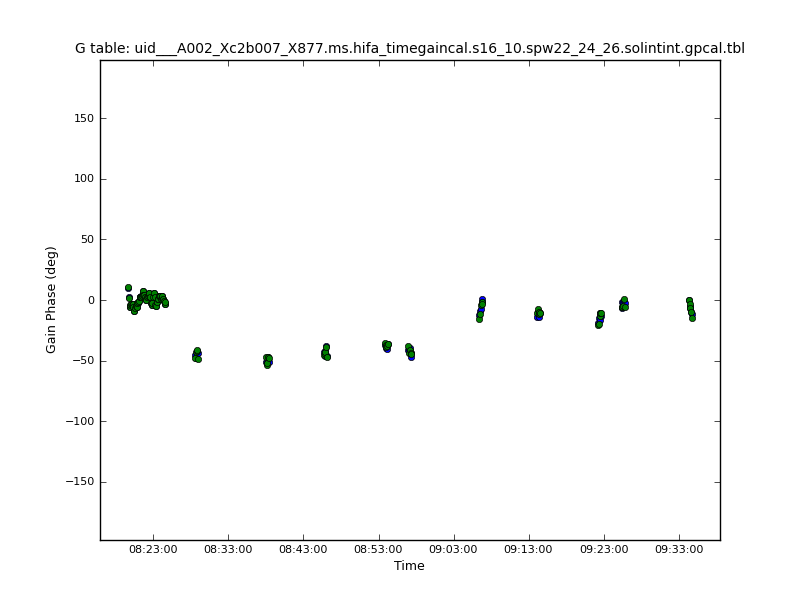 G table: uid___A002_Xc2b007_X877.ms.hifa_timegaincal.s16_10.spw22_24_26.solintint.gpcal.tbl
150
100
50
0
−50
−100
−150
Gain Phase (deg)
08:23:00 08:33:00 08:43:00 08:53:00 09:03:00 09:13:00 09:23:00 09:33:00
Time